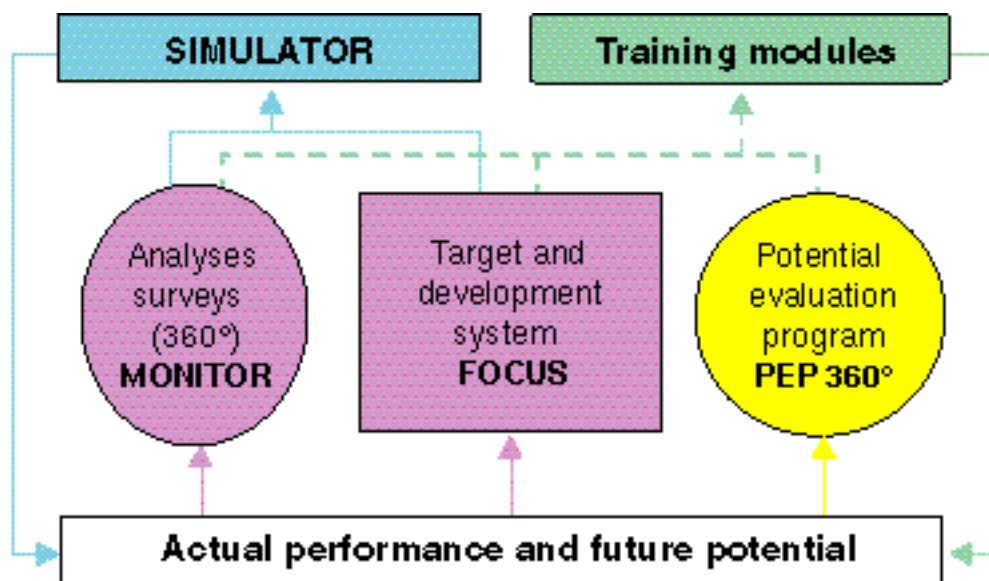 SIMULATOR
Training modules
Analyses
surveys
(360°)
MONITOR
Target and
development
system
FOCUS
Potential
evaluation
program
PEP 360°
Actual performance and future potential